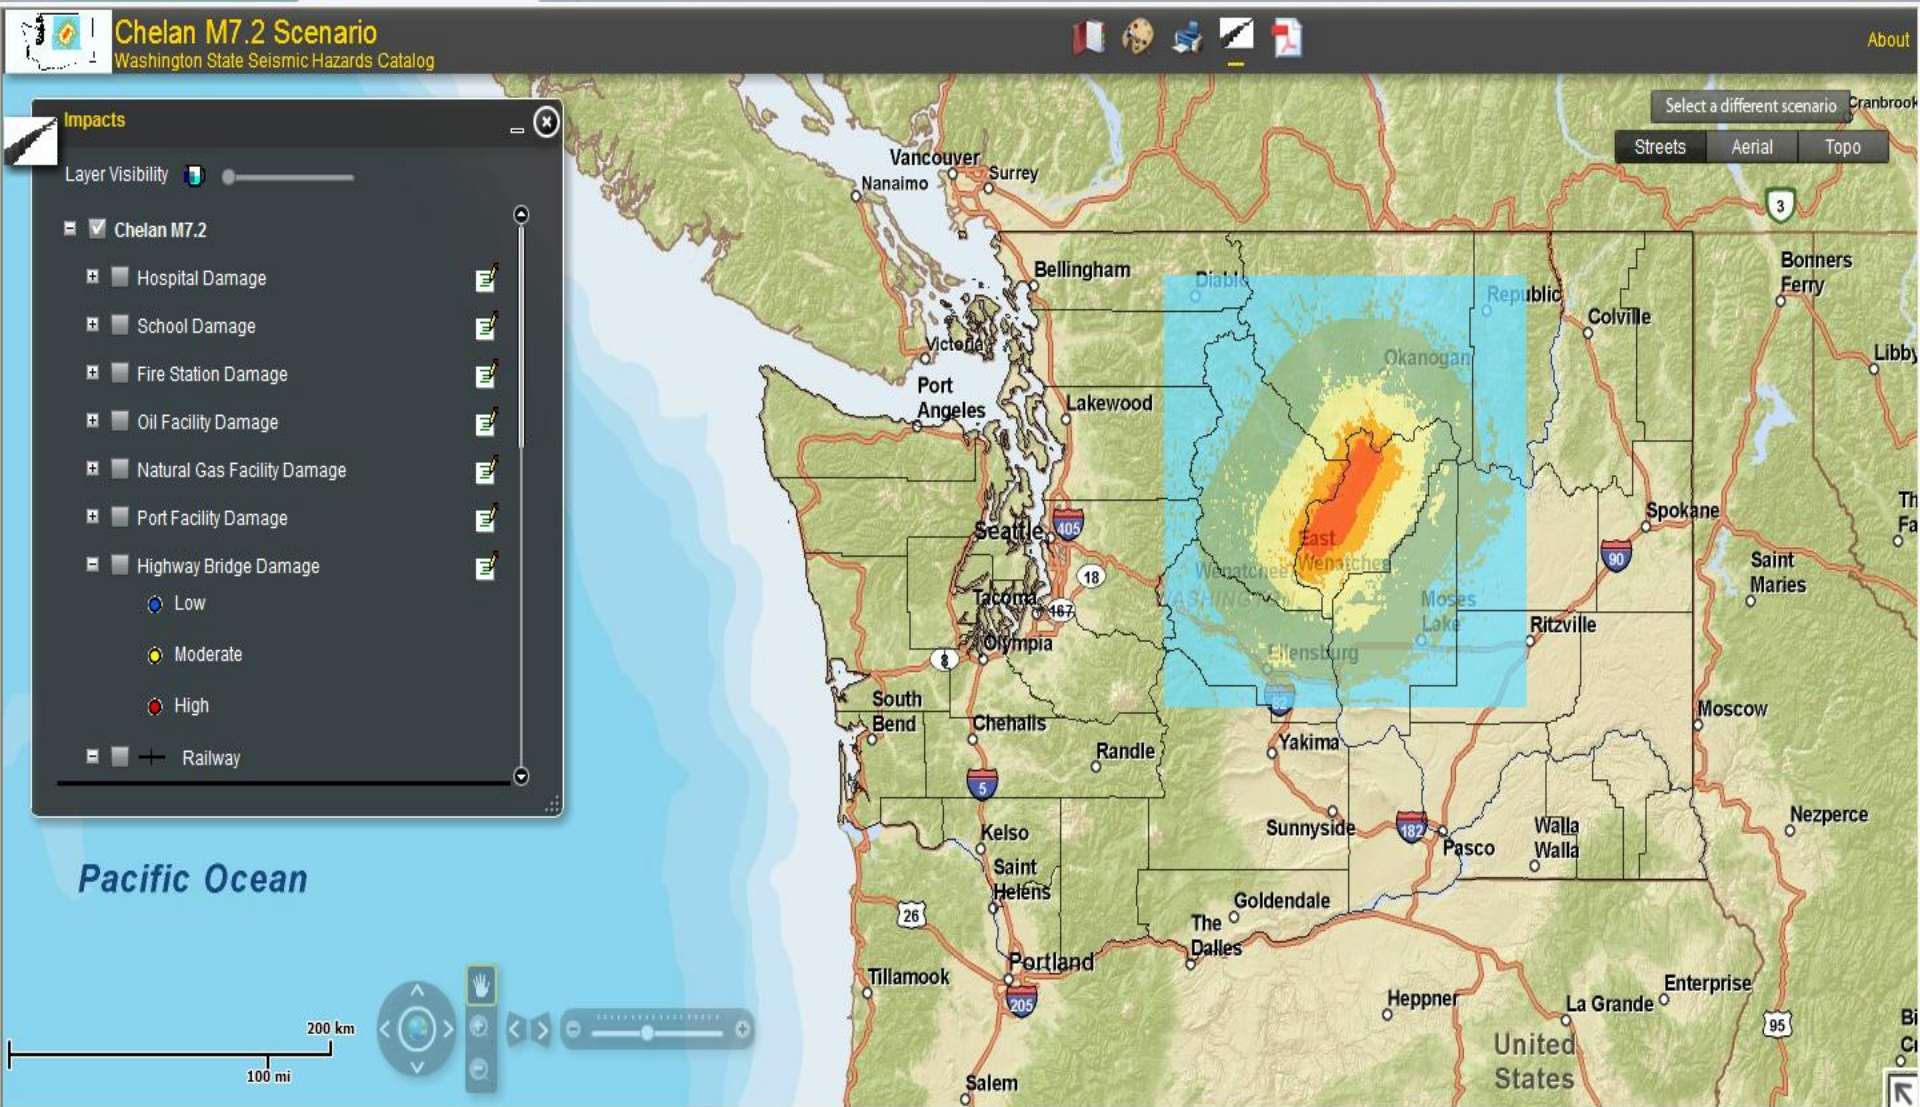 Chelan M7.2 Scenario
Washington State Seismic Hazards Catalog
About
Impacts
Layer Visibility
Chelan M7.2
Hospital Damage
School Damage
Fire Station Damage
Oil Facility Damage
Natural Gas Facility Damage
Port Facility Damage
Highway Bridge Damage
Low
Moderate
High
Railway
Select a different scenario
Cranbrook
Streets
Aerial
Topo
Vancouver
Surrey
Nanaimo
3
Bellingham
Diablo
Republic
Bonners
Ferry
Colville
Victoria
Okanogan
Libby
Port
Angeles
Lakewood
Spokane
Seattle
405
East
Wenatchee
Wenatchee
90
Saint
Maries
18
WASHINGTON
Tacoma
167
Moses
Lake
Ritzville
Olympia
8
Ellensburg
82
South
Bend
Chehalis
Moscow
Yakima
Randle
5
Kelso
Sunnyside
182
Pasco
Walla
Walla
Nezperce
Saint
Helens
Pacific Ocean
26
Goldendale
The
Dalles
Portland
Tillamook
205
Heppner
La Grande
Enterprise
95
United
States
200 km
100 mi
Salem